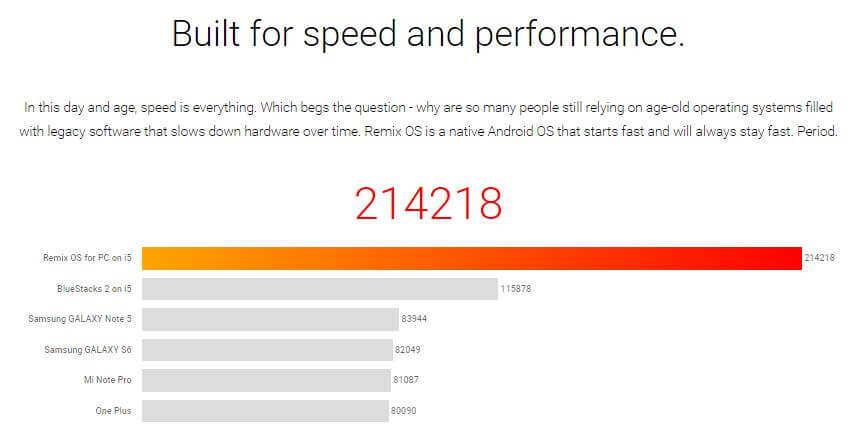 Built for speed and performance.
In this day and age, speed is everything. Which begs the question - why are so many people still relying on age-old operating systems filled
with legacy software that slows down hardware over time. Remix OS is a native Android OS that starts fast and will always stay fast. Period.
214218
Remix OS for PC on i5 214218
BlueStacks 2 on i5 115878
Samsung GALAXY Note 5 83944
Samsung GALAXY S6 82049
Mi Note Pro 81087
One Plus 80090